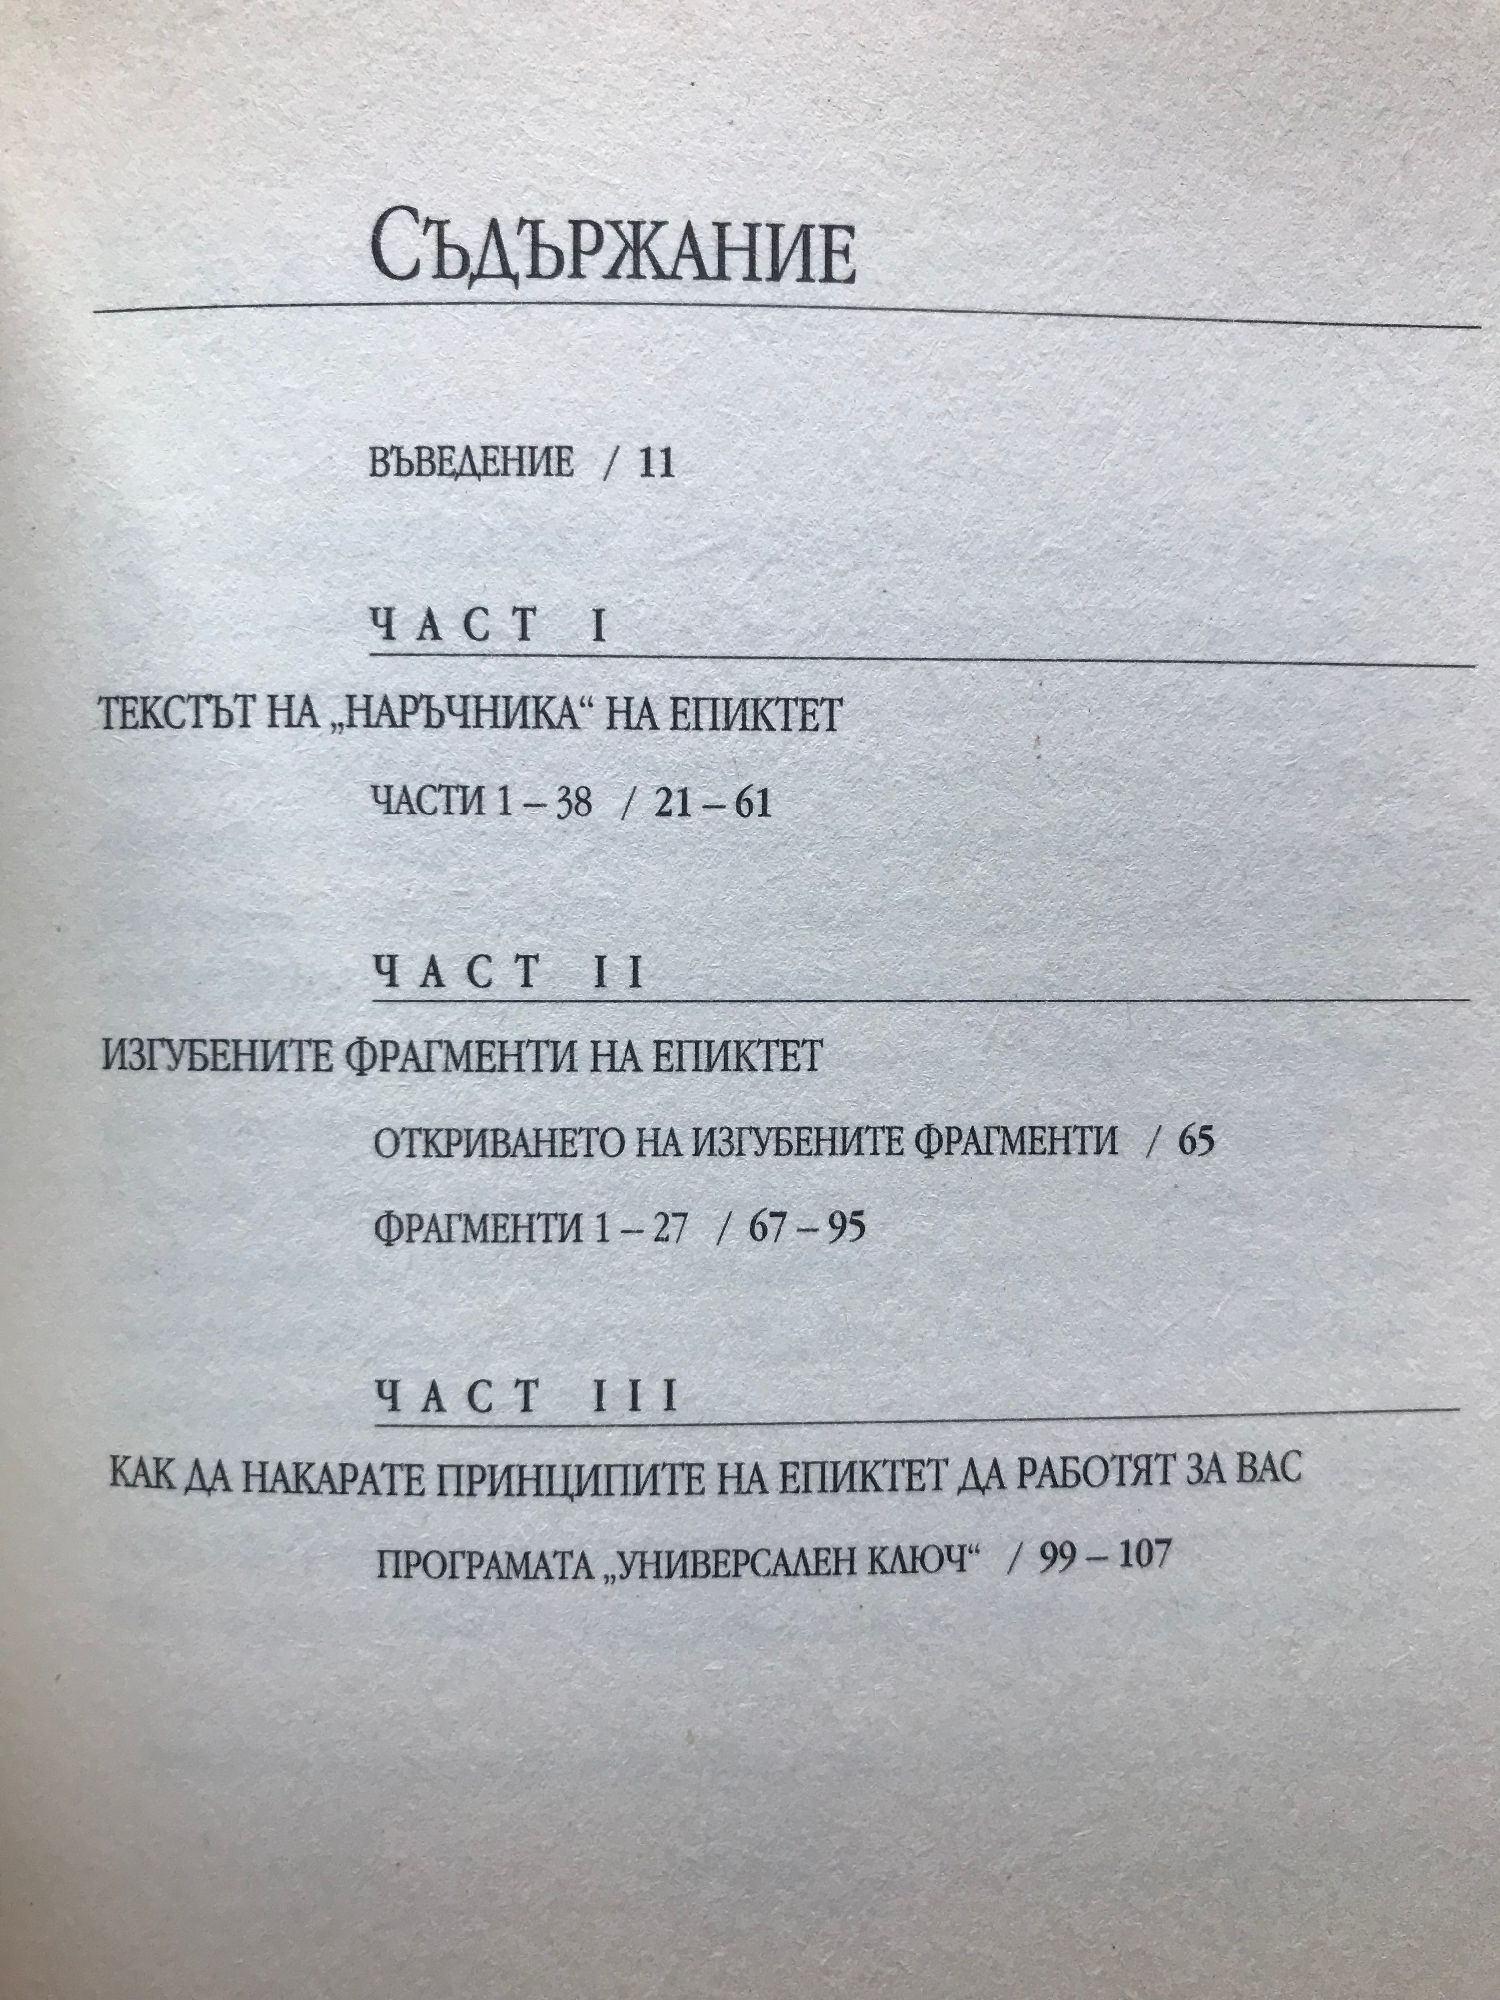 СЪДЪРЖАНИЕ
ВЪВЕДЕНИЕ / 11
ЧАСТ I
ТЕКСТЪТ НА „НАРЪЧНИКА“ НА ЕПИКТЕТ
ЧАСТИ 1 – 38 / 21 – 61
ЧАСТ II
ИЗГУБЕНИТЕ ФРАГМЕНТИ НА ЕПИКТЕТ
ОТКРИВАНЕТО НА ИЗГУБЕНИТЕ ФРАГМЕНТИ / 65
ФРАГМЕНТИ 1 – 27 / 67 – 95
ЧАСТ III
КАК ДА НАКАРАТЕ ПРИНЦИПИТЕ НА ЕПИКТЕТ ДА РАБОТЯТ ЗА ВАС
ПРОГРАМАТА „УНИВЕРСАЛЕН КЛЮЧ“ / 99 – 107